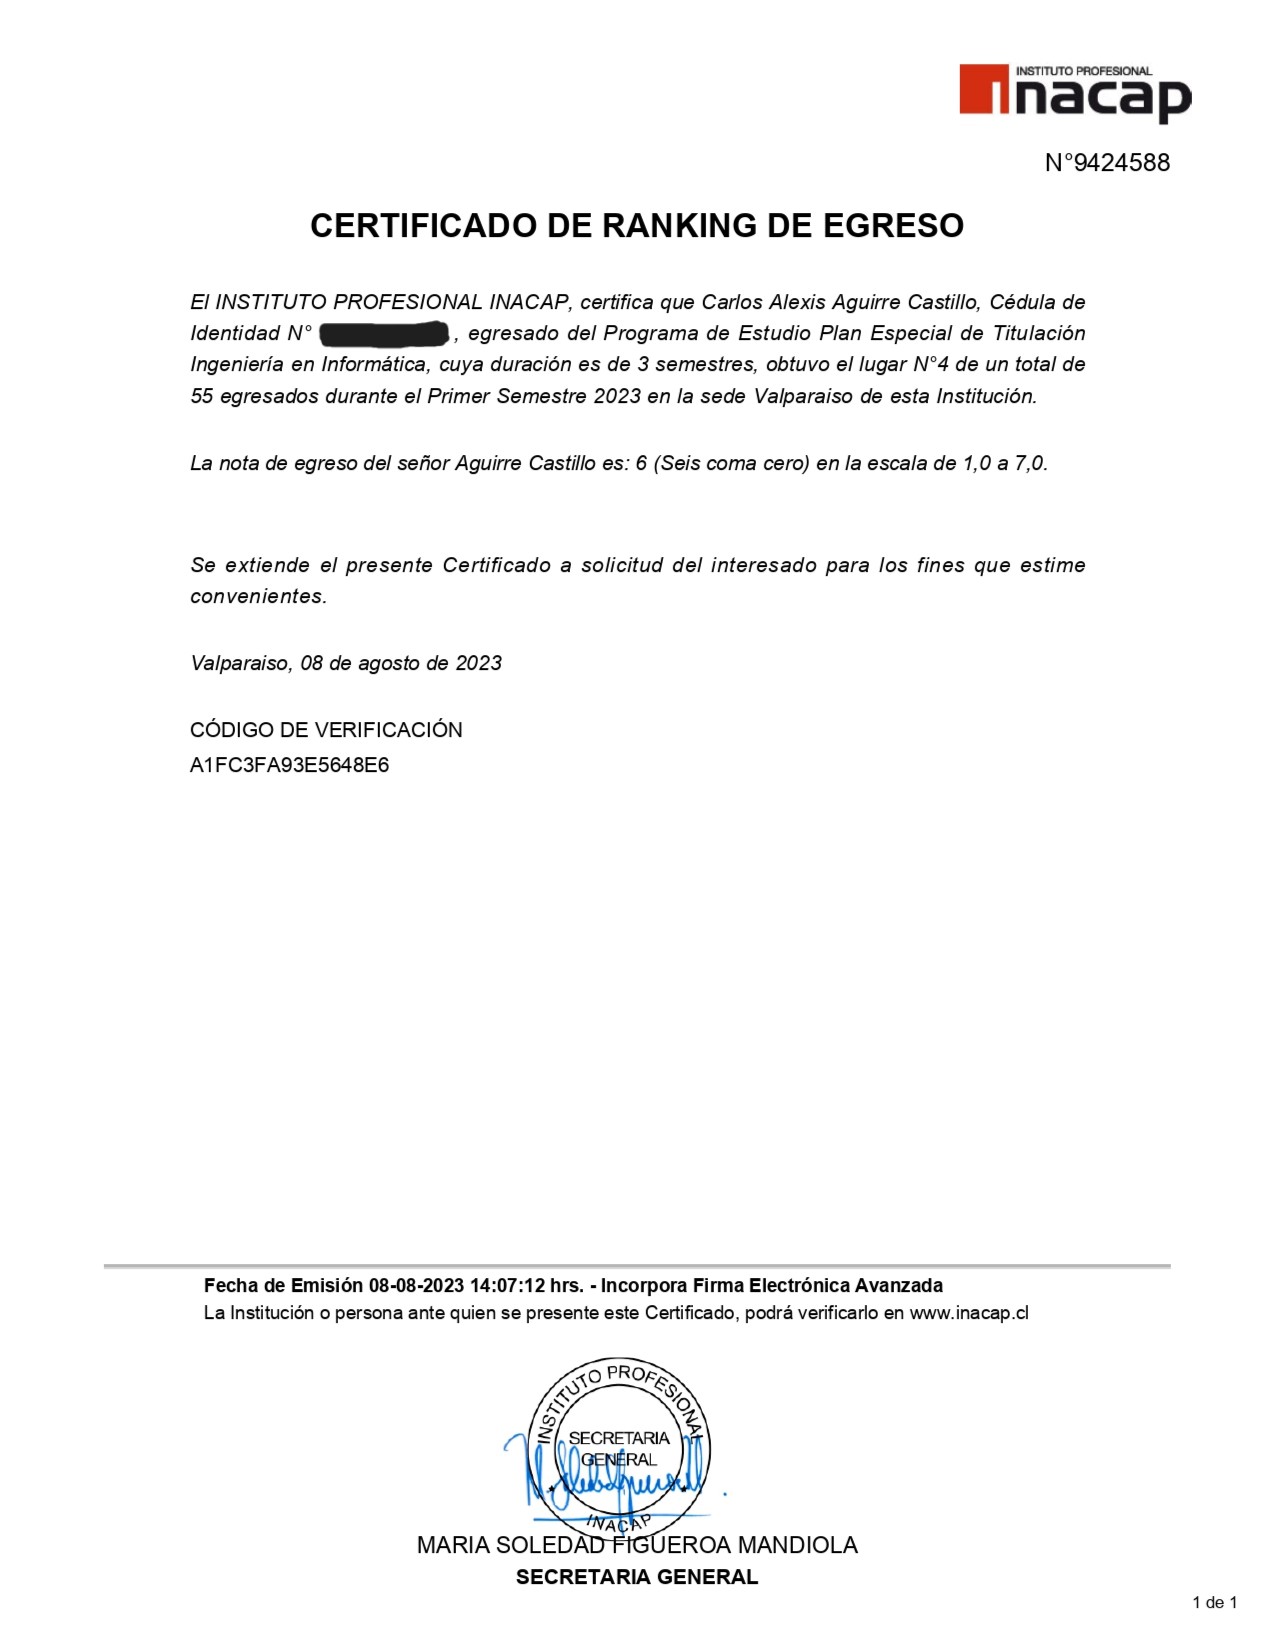 INSTITUTO PROFESIONAL
inacap
N°9424588
CERTIFICADO DE RANKING DE EGRESO
El INSTITUTO PROFESIONAL INACAP, certifica que Carlos Alexis Aguirre Castillo, Cédula de
Identidad N° , egresado del Programa de Estudio Plan Especial de Titulación
Ingeniería en Informática, cuya duración es de 3 semestres, obtuvo el lugar N°4 de un total de
55 egresados durante el Primer Semestre 2023 en la sede Valparaiso de esta Institución.
La nota de egreso del señor Aguirre Castillo es: 6 (Seis coma cero) en la escala de 1,0 a 7,0.
Se extiende el presente Certificado a solicitud del interesado para los fines que estime
convenientes.
Valparaiso, 08 de agosto de 2023
CÓDIGO DE VERIFICACIÓN
A1FC3FA93E5648E6
Fecha de Emisión 08-08-2023 14:07:12 hrs. - Incorpora Firma Electrónica Avanzada
La Institución o persona ante quien se presente este Certificado, podrá verificarlo en www.inacap.cl
INSTITUTO PROFESIONAL
SECRETARIA
GENERAL
INACAP
MARIA SOLEDAD FIGUEROA MANDIOLA
SECRETARIA GENERAL
1 de 1